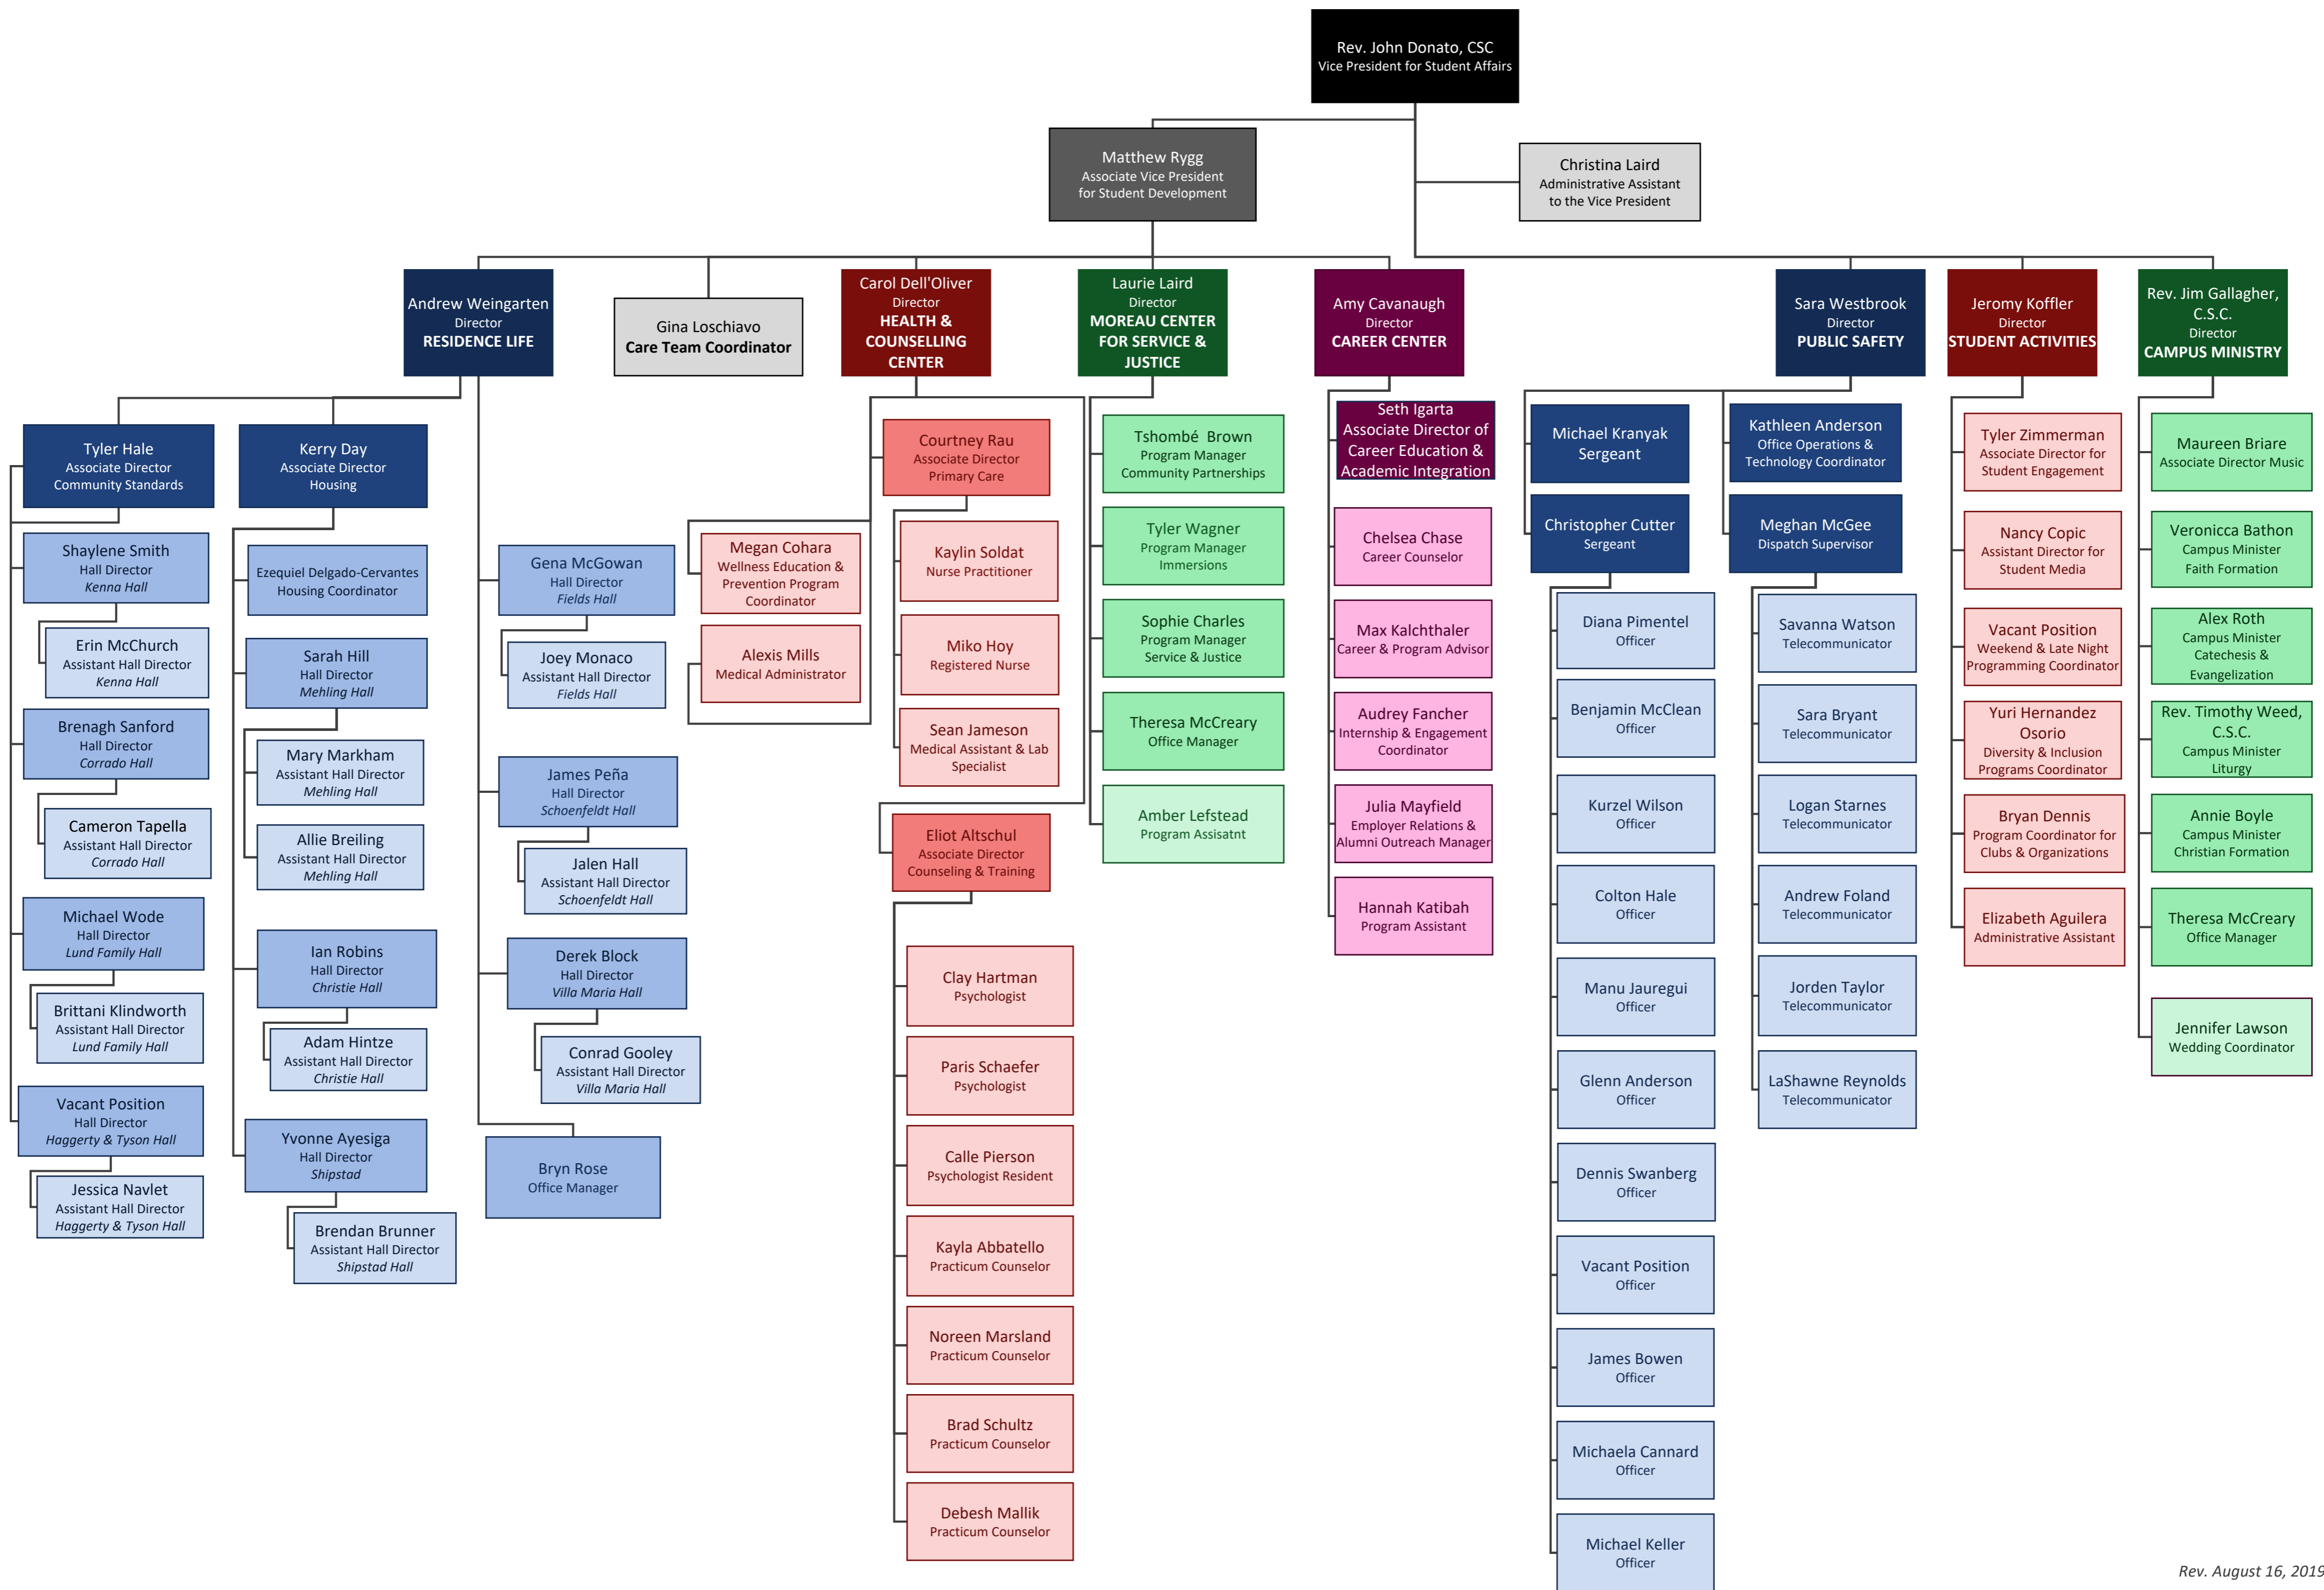 Rev. John Donato, CSC
Vice President for Student Affairs
Matthew Rygg
Associate Vice President
for Student Development
Christina Laird
Administrative Assistant
to the Vice President
Andrew Weingarten
Director
RESIDENCE LIFE
Gina Loschiavo
Care Team Coordinator
Carol Dell'Oliver
Director
HEALTH &
COUNSELLING
CENTER
Laurie Laird
Director
MOREAU CENTER
FOR SERVICE &
JUSTICE
Amy Cavanaugh
Director
CAREER CENTER
Sara Westbrook
Director
PUBLIC SAFETY
Jeromy Koffler
Director
STUDENT ACTIVITIES
Rev. Jim Gallagher,
C.S.C.
Director
CAMPUS MINISTRY
Tyler Hale
Associate Director
Community Standards
Shaylene Smith
Hall Director
Kenna Hall
Erin McChurch
Assistant Hall Director
Kenna Hall
Brenagh Sanford
Hall Director
Corrado Hall
Cameron Tapella
Assistant Hall Director
Corrado Hall
Michael Wode
Hall Director
Lund Family Hall
Brittani Klindworth
Assistant Hall Director
Lund Family Hall
Vacant Position
Hall Director
Haggerty & Tyson Hall
Jessica Navlet
Assistant Hall Director
Haggerty & Tyson Hall
Kerry Day
Associate Director
Housing
Ezequiel Delgado-Cervantes
Housing Coordinator
Sarah Hill
Hall Director
Mehling Hall
Mary Markham
Assistant Hall Director
Mehling Hall
Allie Breiling
Assistant Hall Director
Mehling Hall
Ian Robins
Hall Director
Christie Hall
Adam Hintze
Assistant Hall Director
Christie Hall
Yvonne Ayesiga
Hall Director
Shipstad
Brendan Brunner
Assistant Hall Director
Shipstad Hall
Gena McGowan
Hall Director
Fields Hall
Joey Monaco
Assistant Hall Director
Fields Hall
James Peña
Hall Director
Schoenfeldt Hall
Jalen Hall
Assistant Hall Director
Schoenfeldt Hall
Derek Block
Hall Director
Villa Maria Hall
Conrad Gooley
Assistant Hall Director
Villa Maria Hall
Bryn Rose
Office Manager
Megan Cohara
Wellness Education &
Prevention Program
Coordinator
Alexis Mills
Medical Administrator
Courtney Rau
Associate Director
Primary Care
Kaylin Soldat
Nurse Practitioner
Miko Hoy
Registered Nurse
Sean Jameson
Medical Assistant & Lab
Specialist
Eliot Altschul
Associate Director
Counseling & Training
Clay Hartman
Psychologist
Paris Schaefer
Psychologist
Calle Pierson
Psychologist Resident
Kayla Abbatello
Practicum Counselor
Noreen Marsland
Practicum Counselor
Brad Schultz
Practicum Counselor
Debesh Mallik
Practicum Counselor
Tshombé Brown
Program Manager
Community Partnerships
Tyler Wagner
Program Manager
Immersions
Sophie Charles
Program Manager
Service & Justice
Theresa McCreary
Office Manager
Amber Lefstead
Program Assisatnt
Seth Igarta
Associate Director of
Career Education &
Academic Integration
Chelsea Chase
Career Counselor
Max Kalchthaler
Career & Program Advisor
Audrey Fancher
Internship & Engagement
Coordinator
Julia Mayfield
Employer Relations &
Alumni Outreach Manager
Hannah Katibah
Program Assistant
Michael Kranyak
Sergeant
Christopher Cutter
Sergeant
Diana Pimentel
Officer
Benjamin McClean
Officer
Kurzel Wilson
Officer
Colton Hale
Officer
Manu Jauregui
Officer
Glenn Anderson
Officer
Dennis Swanberg
Officer
Vacant Position
Officer
James Bowen
Officer
Michaela Cannard
Officer
Michael Keller
Officer
Kathleen Anderson
Office Operations &
Technology Coordinator
Meghan McGee
Dispatch Supervisor
Savanna Watson
Telecommunicator
Sara Bryant
Telecommunicator
Logan Starnes
Telecommunicator
Andrew Foland
Telecommunicator
Jorden Taylor
Telecommunicator
LaShawne Reynolds
Telecommunicator
Tyler Zimmerman
Associate Director for
Student Engagement
Nancy Copic
Assistant Director for
Student Media
Vacant Position
Weekend & Late Night
Programming Coordinator
Yuri Hernandez
Osorio
Diversity & Inclusion
Programs Coordinator
Bryan Dennis
Program Coordinator for
Clubs & Organizations
Elizabeth Aguilera
Administrative Assistant
Maureen Briare
Associate Director Music
Veronicca Bathon
Campus Minister
Faith Formation
Alex Roth
Campus Minister
Catechesis &
Evangelization
Rev. Timothy Weed,
C.S.C.
Campus Minister
Liturgy
Annie Boyle
Campus Minister
Christian Formation
Theresa McCreary
Office Manager
Jennifer Lawson
Wedding Coordinator
Rev. August 16, 2019